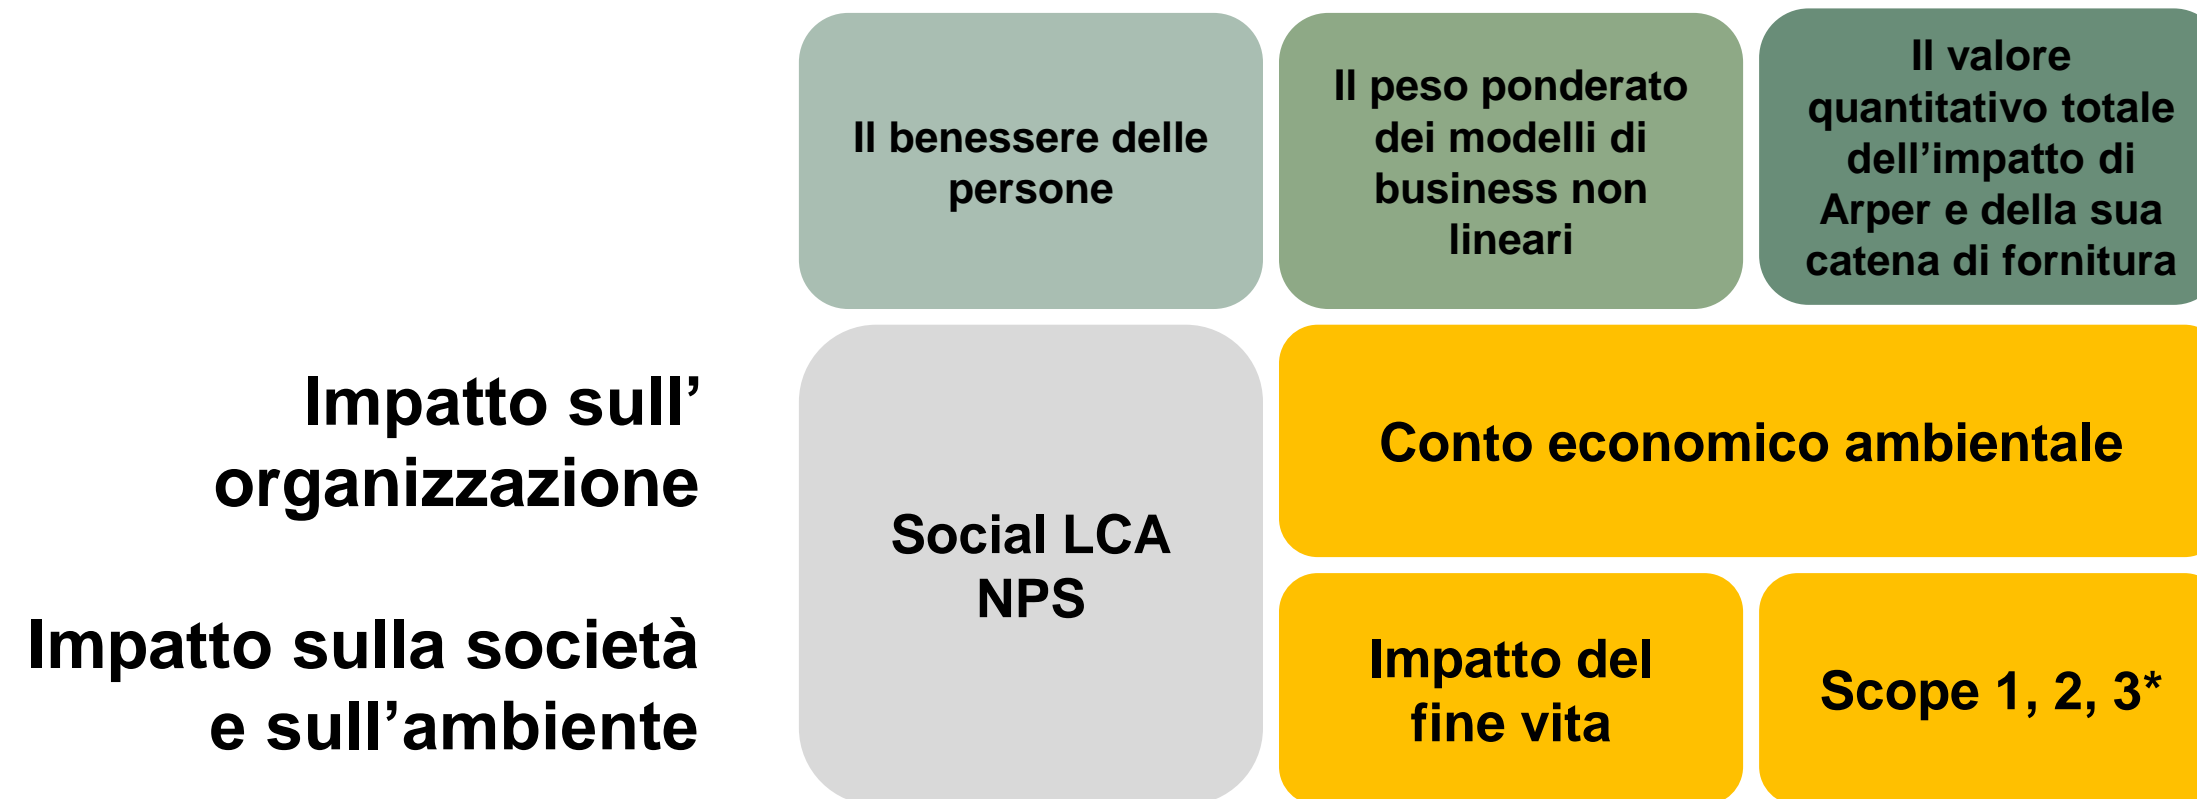 Il benessere delle
persone
Il peso ponderato
dei modelli di
business non
lineari
Il valore
quantitativo totale
dell’impatto di
Arper e della sua
catena di fornitura
Impatto sull’
organizzazione
Impatto sulla società
e sull’ambiente
Social LCA
NPS
Conto economico ambientale
Impatto del
fine vita
Scope 1, 2, 3*